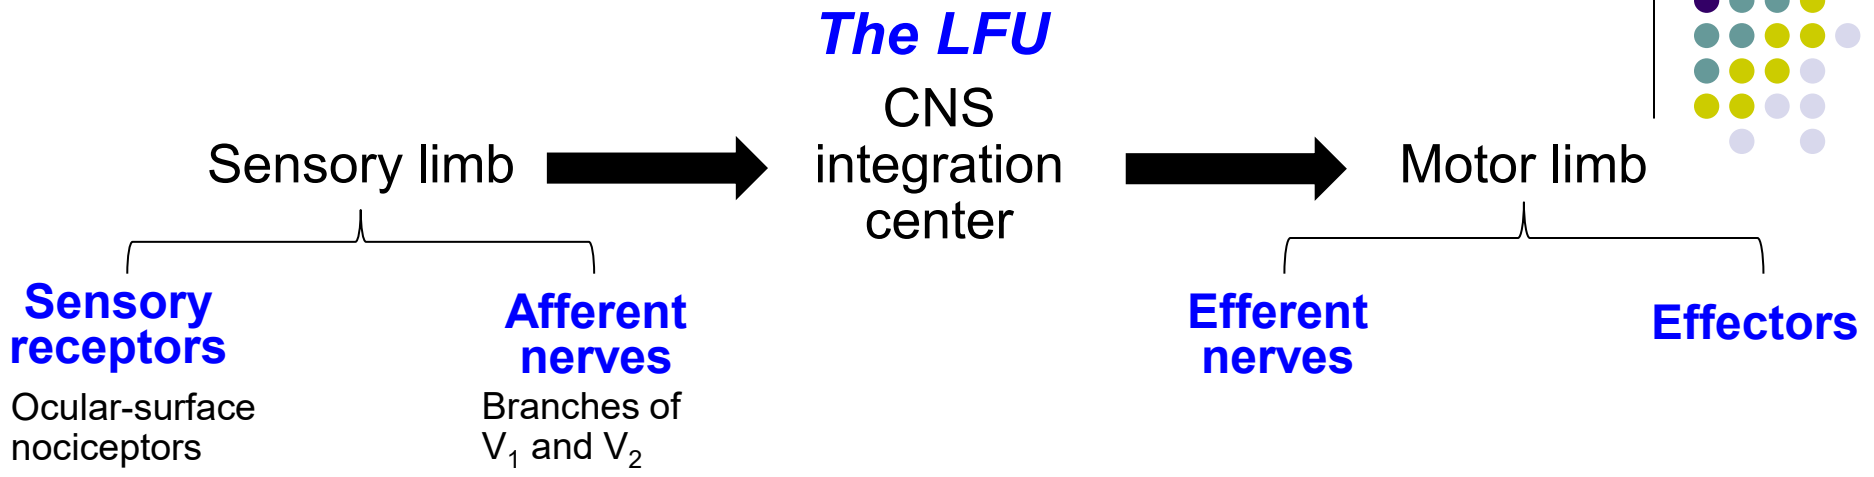 The LFU
Sensory limb
CNS
integration
center
Motor limb
Sensory
receptors
Ocular-surface
nociceptors
Afferent
nerves
Branches of
V₁ and V₂
Efferent
nerves
Effectors